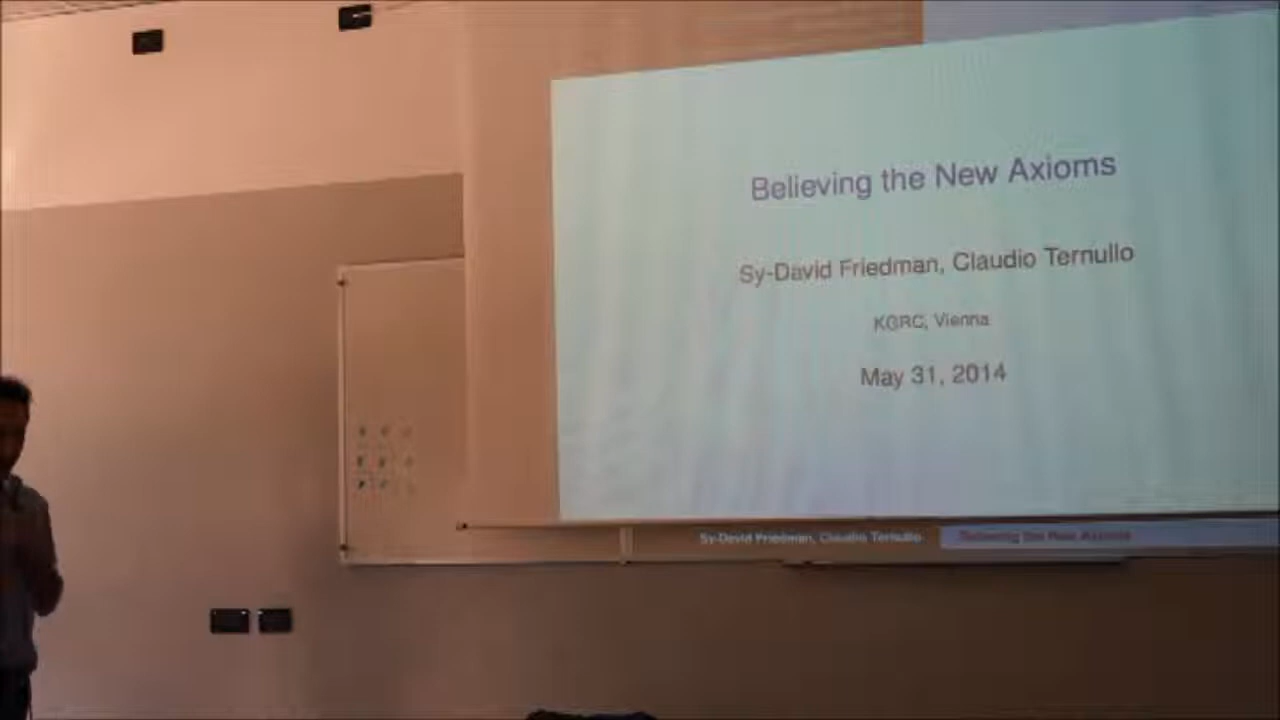 Believing the New Axioms
Sy-David Friedman, Claudio Ternullo
KGRC, Vienna
May 31, 2014
Sy-David Friedman, Claudio Ternullo
Believing the New Axioms